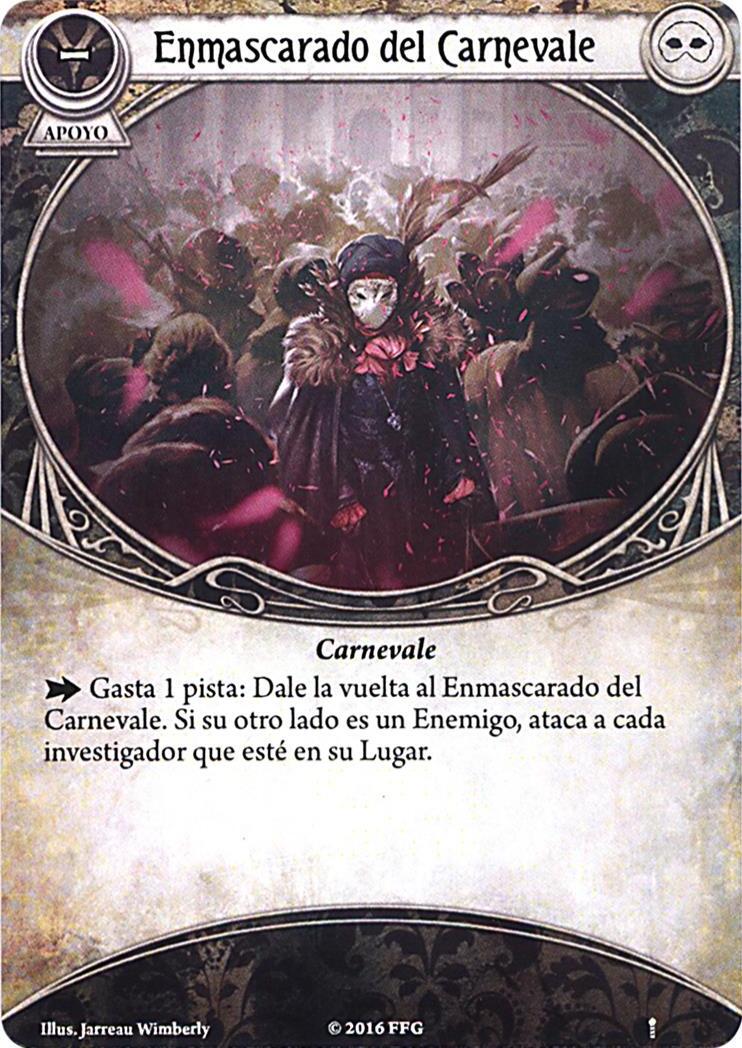 Enmascarado del Carnevale
–
APOYO
Carnevale
Gasta 1 pista: Dale la vuelta al Enmascarado del
Carnevale. Si su otro lado es un Enemigo, ataca a cada
investigador que esté en su Lugar.
Illus. Jarreau Wimberly
© 2016 FFG